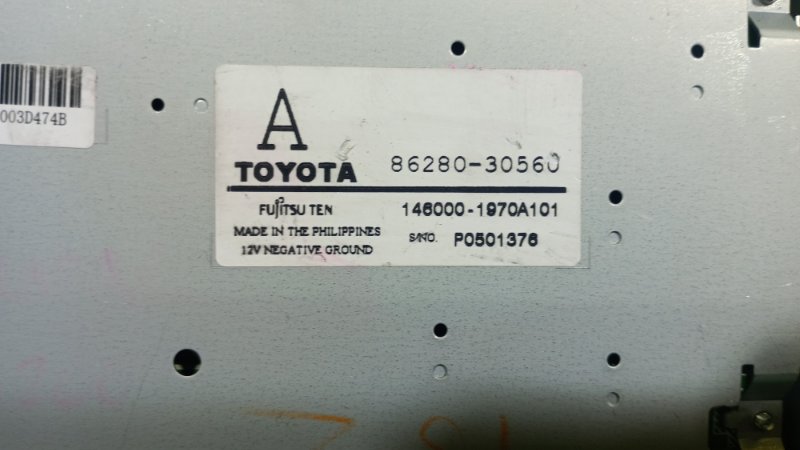 003D474B
A
TOYOTA 86280-30560
FUJITSU TEN 146000-1970A101
MADE IN THE PHILIPPINES S/NO. P0501376
12V NEGATIVE GROUND